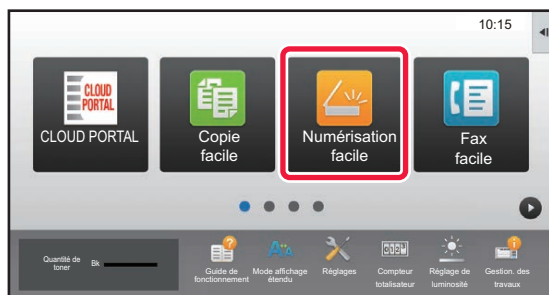 10:15
CLOUD
PORTAL
CLOUD PORTAL
Copie
facile
Numérisation
facile
Fax
facile
Quantité de
toner
Bk
Guide de
fonctionnement
Mode affichage
étendu
Réglages
Compteur
totalisateur
Réglage de
luminosité
Gestion. des
travaux